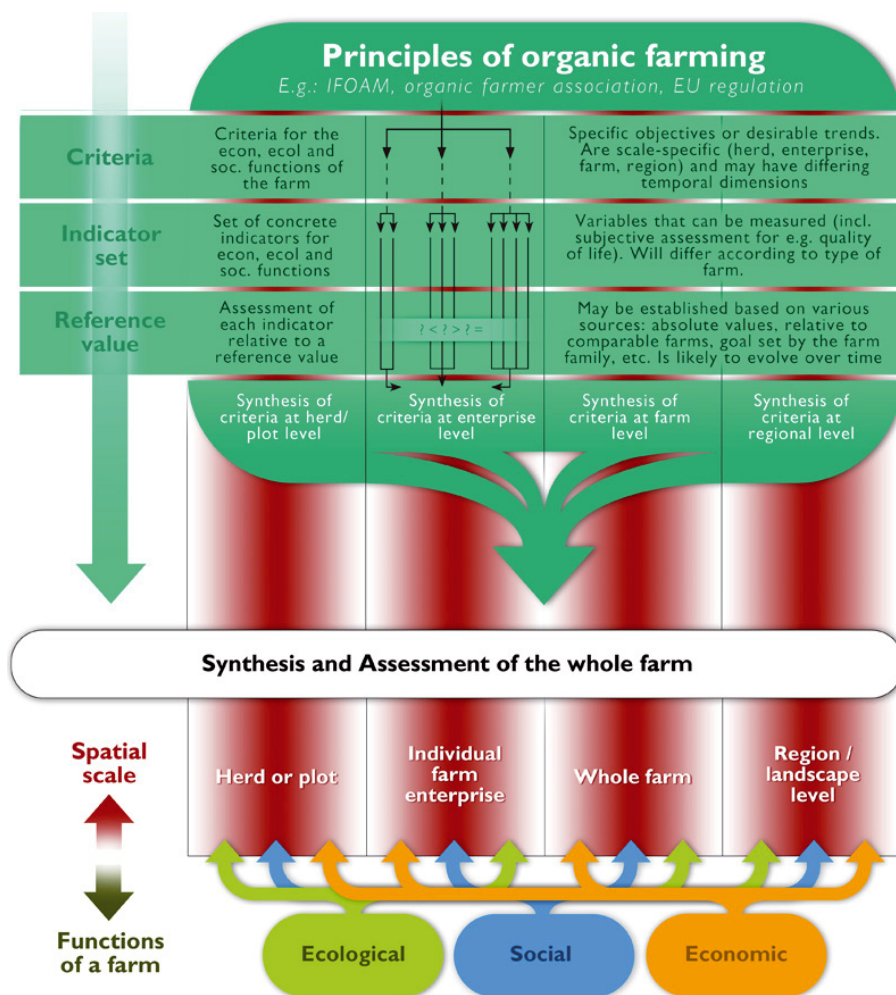 Principles of organic farming
E.g.: IFOAM, organic farmer association, EU regulation
Criteria
Criteria for the
econ, ecol and
soc. functions of
the farm
Specific objectives or desirable trends.
Are scale-specific (herd, enterprise,
farm, region) and may have differing
temporal dimensions
Indicator
set
Set of concrete
indicators for
econ, ecol and
soc. functions
Variables that can be measured (incl.
subjective assessment for e.g. quality
of life). Will differ according to type of
farm.
Reference
value
Assessment of
each indicator
relative to a
reference value
? < ? > ? =
May be established based on various
sources: absolute values, relative to
comparable farms, goal set by the farm
family, etc. Is likely to evolve over time
Synthesis of
criteria at herd/
plot level
Synthesis of
criteria at enterprise
level
Synthesis of
criteria at farm
level
Synthesis of
criteria at
regional level
Synthesis and Assessment of the whole farm
Spatial
scale
Herd or plot
Individual
farm
enterprise
Whole farm
Region /
landscape
level
Functions
of a farm
Ecological
Social
Economic